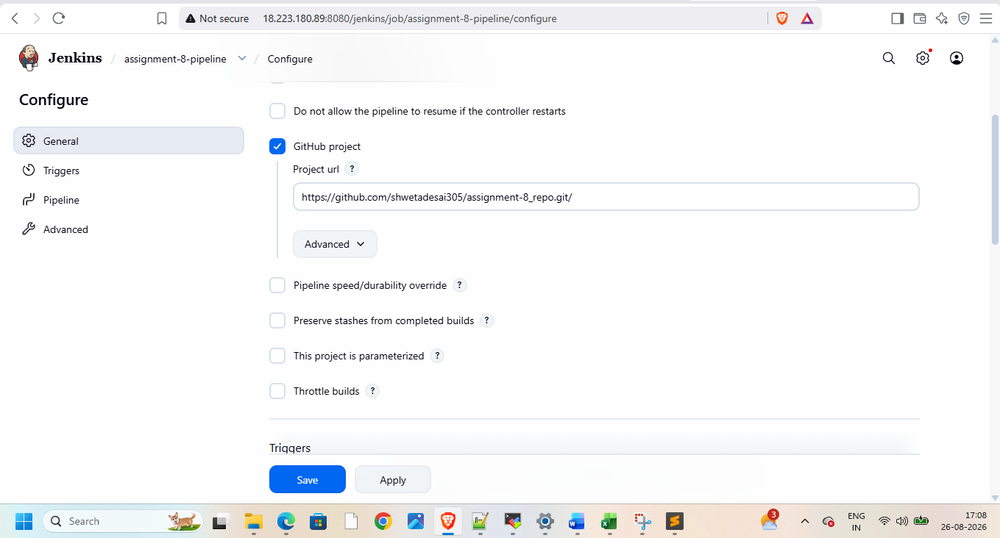 Not secure 18.223.180.89:8080/jenkins/job/assignment-8-pipeline/configure
Jenkins / assignment-8-pipeline / Configure
Configure
General
Triggers
Pipeline
Advanced
Do not allow the pipeline to resume if the controller restarts
GitHub project
Project url ?
https://github.com/shwetadesai305/assignment-8_repo.git/
Advanced
Pipeline speed/durability override ?
Preserve stashes from completed builds ?
This project is parameterized ?
Throttle builds ?
Triggers
Save Apply
Search
3
ENG
IN
17:08
26-08-2026